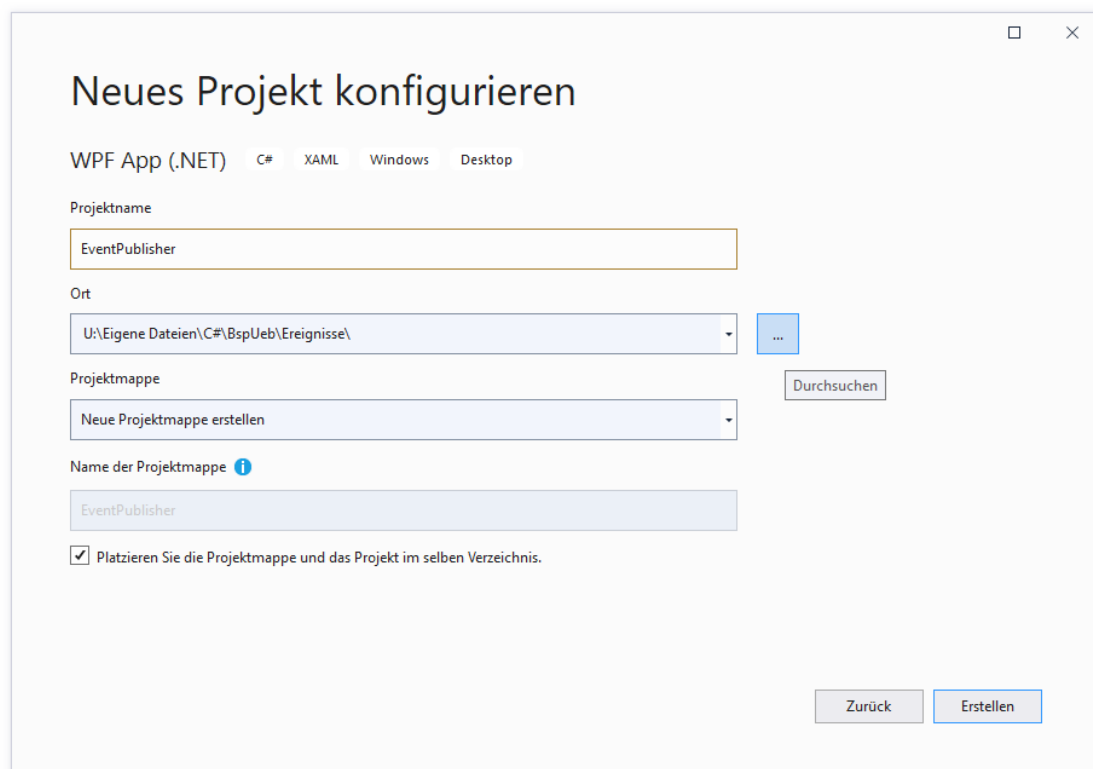 Neues Projekt konfigurieren
WPF App (.NET) C# XAML Windows Desktop
Projektname
EventPublisher
Ort
U:\Eigene Dateien\C#\BspUeb\Ereignisse\
...
Projektmappe
Durchsuchen
Neue Projektmappe erstellen
Name der Projektmappe i
EventPublisher
Platzieren Sie die Projektmappe und das Projekt im selben Verzeichnis.
Zurück Erstellen